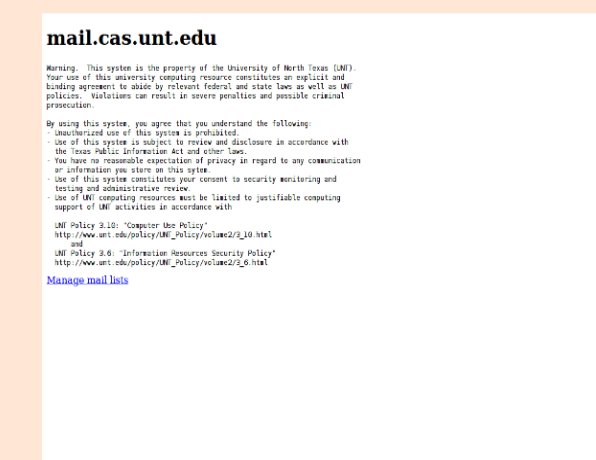 mail.cas.unt.edu
Warning.  This system is the property of the University of North Texas (UNT).
Your use of this university computing resource constitutes an explicit and
binding agreement to abide by relevant federal and state laws as well as UNT
policies.  Violations can result in severe penalties and possible criminal
prosecution.
By using this system, you agree that you understand the following:
- Unauthorized use of this system is prohibited.
- Use of this system is subject to review and disclosure in accordance with
the Texas Public Information Act and other laws.
- You have no reasonable expectation of privacy in regard to any communication
or information you store on this sytem.
- Use of this system constitutes your consent to security monitoring and
testing and administrative review.
- Use of UNT computing resources must be limited to justifiable computing
support of UNT activities in accordance with
UNT Policy 3.10: "Computer Use Policy"
http://www.unt.edu/policy/UNT_Policy/volume2/3_10.html
and
UNT Policy 3.6: "Information Resources Security Policy"
http://www.unt.edu/policy/UNT_Policy/volume2/3_6.html
Manage mail lists